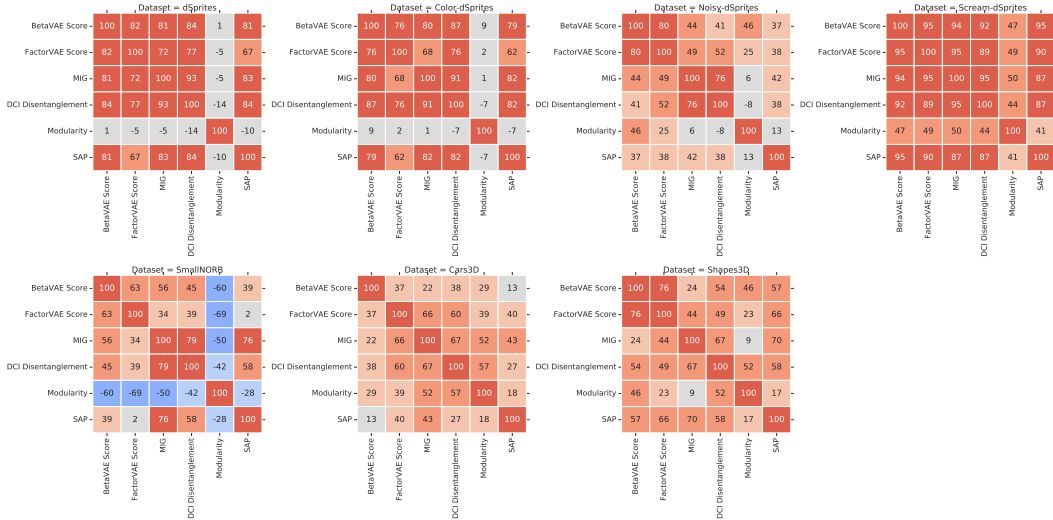 Dataset = dSprites
BetaVAE Score 100 82 81 84 1 81
FactorVAE Score 82 100 72 77 -5 67
MIG 81 72 100 93 -5 83
DCI Disentanglement 84 77 93 100 -14 84
Modularity 1 -5 -5 -14 100 -10
SAP 81 67 83 84 -10 100
BetaVAE Score
FactorVAE Score
MIG
DCI Disentanglement
Modularity
SAP
Dataset = Color-dSprites
BetaVAE Score 100 76 80 87 9 79
FactorVAE Score 76 100 68 76 2 62
MIG 80 68 100 91 1 82
DCI Disentanglement 87 76 91 100 -7 82
Modularity 9 2 1 -7 100 -7
SAP 79 62 82 82 -7 100
BetaVAE Score
FactorVAE Score
MIG
DCI Disentanglement
Modularity
SAP
Dataset = Noisy-dSprites
BetaVAE Score 100 80 44 41 46 37
FactorVAE Score 80 100 49 52 25 38
MIG 44 49 100 76 6 42
DCI Disentanglement 41 52 76 100 -8 38
Modularity 46 25 6 -8 100 13
SAP 37 38 42 38 13 100
BetaVAE Score
FactorVAE Score
MIG
DCI Disentanglement
Modularity
SAP
Dataset = Scream-dSprites
BetaVAE Score 100 95 94 92 47 95
FactorVAE Score 95 100 95 89 49 90
MIG 94 95 100 95 50 87
DCI Disentanglement 92 89 95 100 44 87
Modularity 47 49 50 44 100 41
SAP 95 90 87 87 41 100
BetaVAE Score
FactorVAE Score
MIG
DCI Disentanglement
Modularity
SAP
Dataset = SmallNORB
BetaVAE Score 100 63 56 45 -60 39
FactorVAE Score 63 100 34 39 -69 2
MIG 56 34 100 79 -50 76
DCI Disentanglement 45 39 79 100 -42 58
Modularity -60 -69 -50 -42 100 -28
SAP 39 2 76 58 -28 100
BetaVAE Score
FactorVAE Score
MIG
DCI Disentanglement
Modularity
SAP
Dataset = Cars3D
BetaVAE Score 100 37 22 38 29 13
FactorVAE Score 37 100 66 60 39 40
MIG 22 66 100 67 52 43
DCI Disentanglement 38 60 67 100 57 27
Modularity 29 39 52 57 100 18
SAP 13 40 43 27 18 100
BetaVAE Score
FactorVAE Score
MIG
DCI Disentanglement
Modularity
SAP
Dataset = Shapes3D
BetaVAE Score 100 76 24 54 46 57
FactorVAE Score 76 100 44 49 23 66
MIG 24 44 100 67 9 70
DCI Disentanglement 54 49 67 100 52 58
Modularity 46 23 9 52 100 17
SAP 57 66 70 58 17 100
BetaVAE Score
FactorVAE Score
MIG
DCI Disentanglement
Modularity
SAP